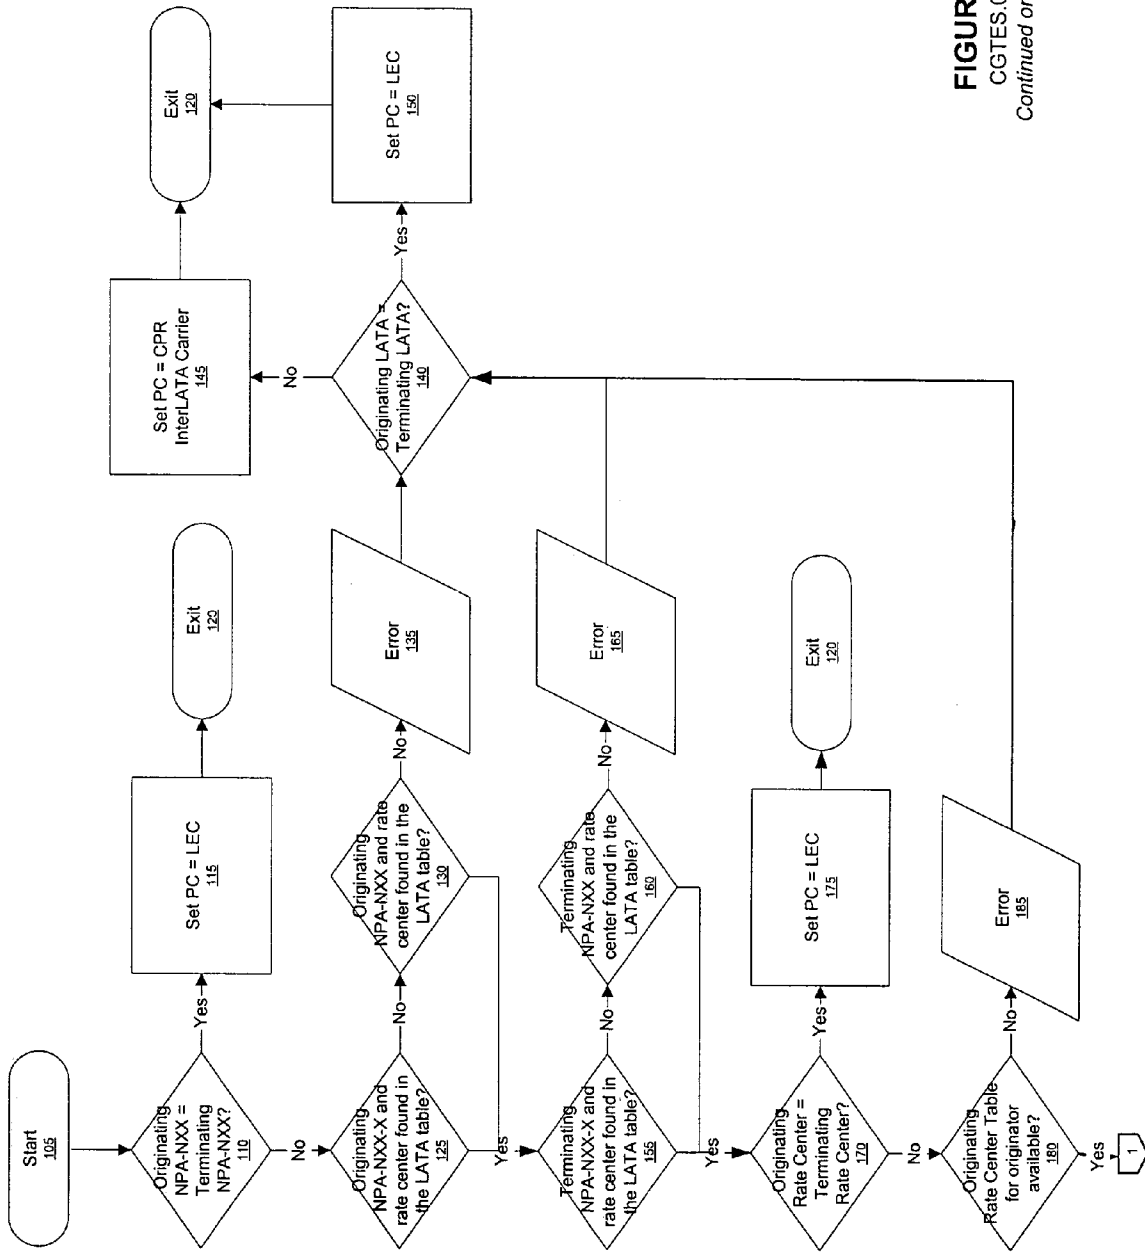 Start
105
Originating
NPA-NXX =
Terminating
NPA-NXX?
110
Yes
Set PC = LEC
115
Exit
120
No
Originating
NPA-NXX-X and
rate center found in
the LATA table?
125
No
Originating
NPA-NXX and rate
center found in the
LATA table?
130
No
Error
135
Originating LATA =
Terminating LATA?
140
No
Set PC = CPR
InterLATA Carrier
145
Yes
Set PC = LEC
150
Exit
120
Yes
Terminating
NPA-NXX-X and
rate center found in
the LATA table?
155
No
Terminating
NPA-NXX and rate
center found in the
LATA table?
160
No
Error
165
Yes
Originating
Rate Center =
Terminating
Rate Center?
170
Yes
Set PC = LEC
175
Exit
120
No
Originating
Rate Center Table
for originator
available?
180
No
Error
185
Yes
1
FIGUR
CGTES.0
Continued or